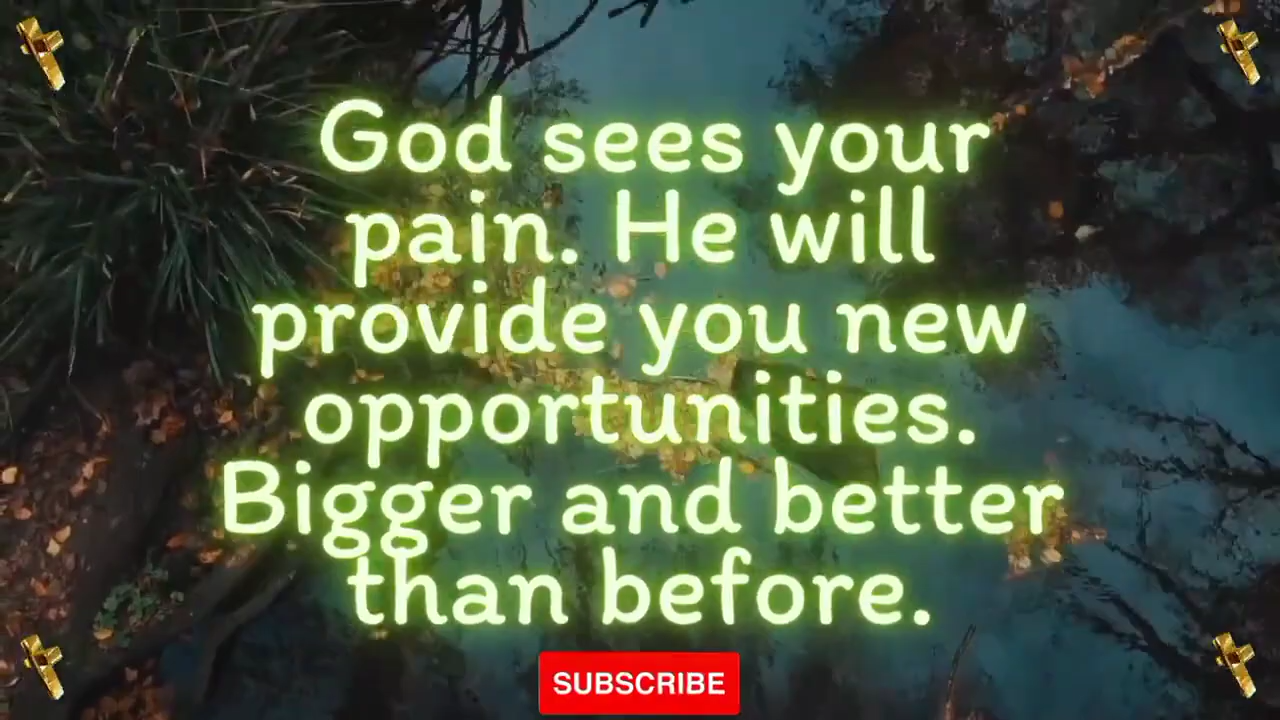 God sees your
pain. He will
provide you new
opportunities.
Bigger and better
than before.
SUBSCRIBE